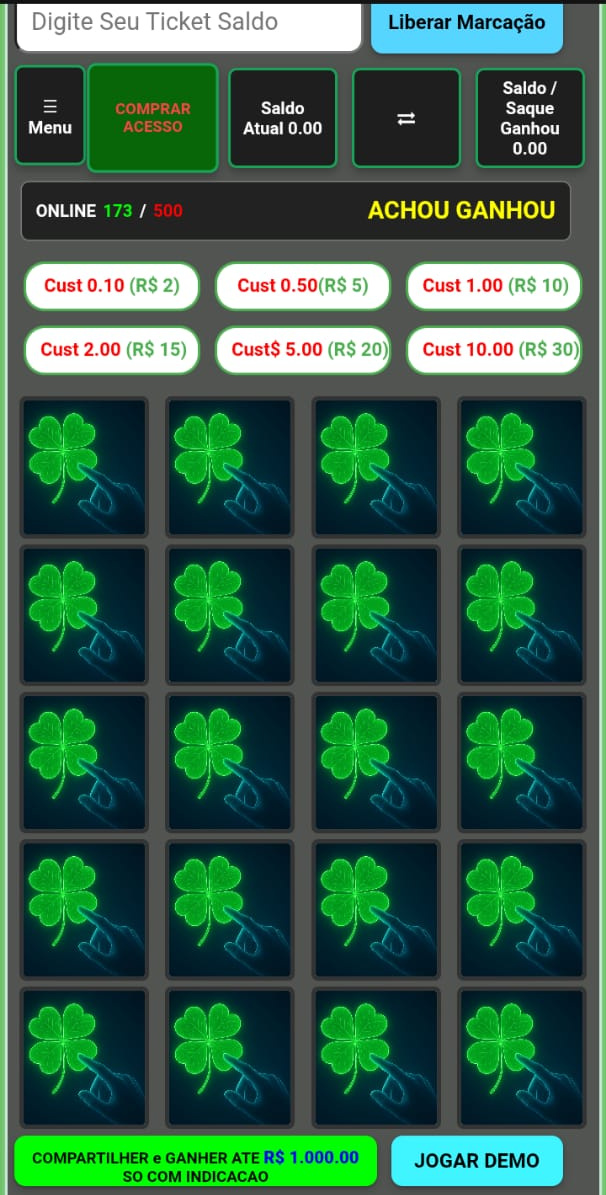 Digite Seu Ticket Saldo
Liberar Marcação
☰
Menu
COMPRAR
ACESSO
Saldo
Atual 0.00
⇄
Saldo /
Saque
Ganhou
0.00
ONLINE 173 / 500
ACHOU GANHOU
Cust 0.10 (R$ 2)
Cust 0.50(R$ 5)
Cust 1.00 (R$ 10)
Cust 2.00 (R$ 15)
Cust$ 5.00 (R$ 20)
Cust 10.00 (R$ 30)
COMPARTILHER e GANHER ATE R$ 1.000.00
SO COM INDICACAO
JOGAR DEMO